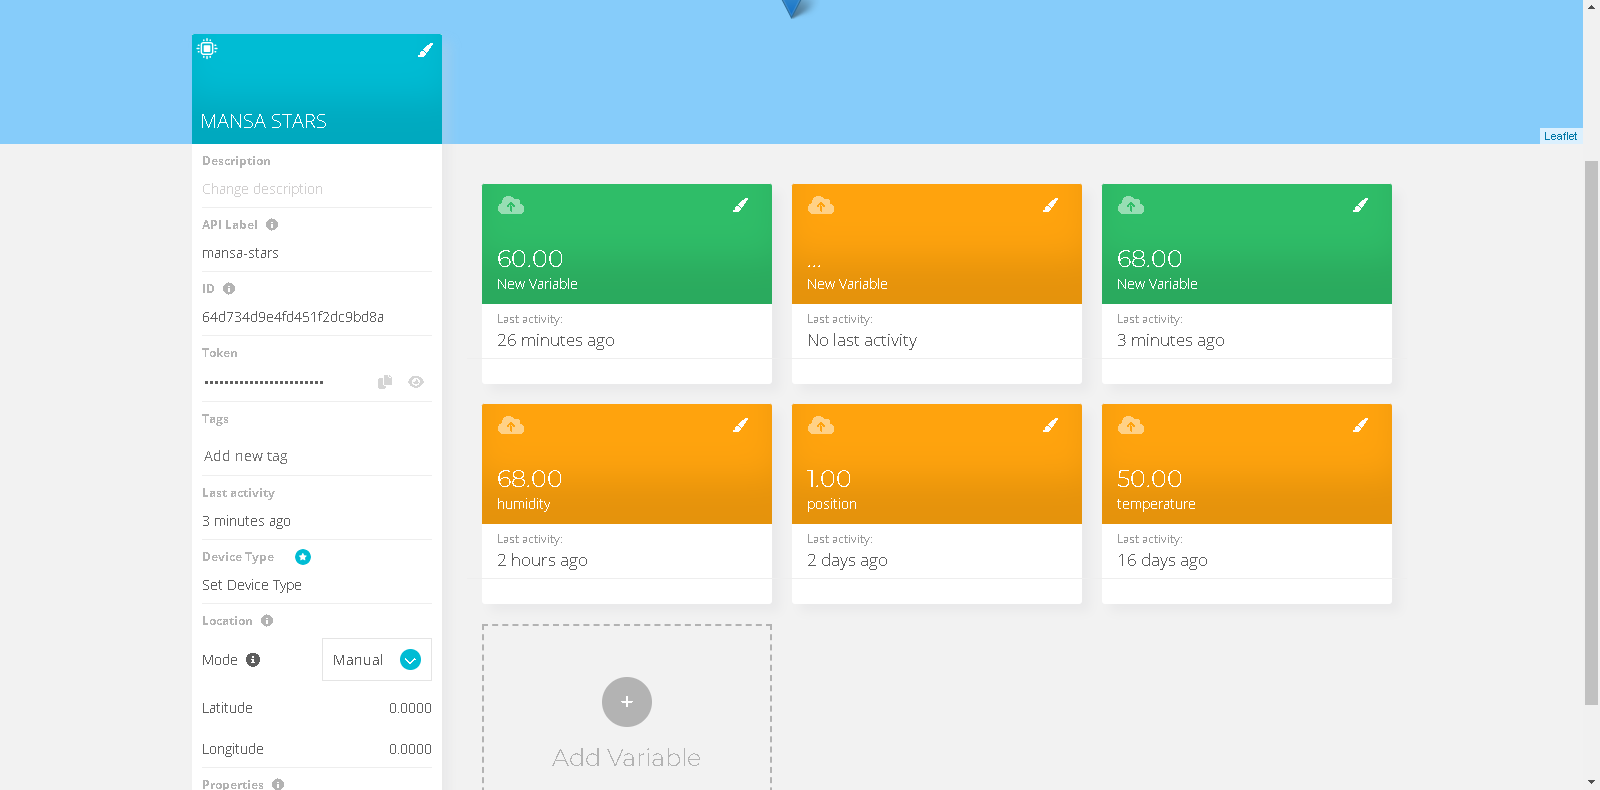 Leaflet
MANSA STARS
Description
Change description
API Label
mansa-stars
ID
64d734d9e4fd451f2dc9bd8a
Token
••••••••••••••••••••••••
Tags
Add new tag
Last activity
3 minutes ago
Device Type
Set Device Type
Location
Mode
Manual
Latitude 0.0000
Longitude 0.0000
Properties
60.00
New Variable
Last activity:
26 minutes ago
...
New Variable
Last activity:
No last activity
68.00
New Variable
Last activity:
3 minutes ago
68.00
humidity
Last activity:
2 hours ago
1.00
position
Last activity:
2 days ago
50.00
temperature
Last activity:
16 days ago
Add Variable